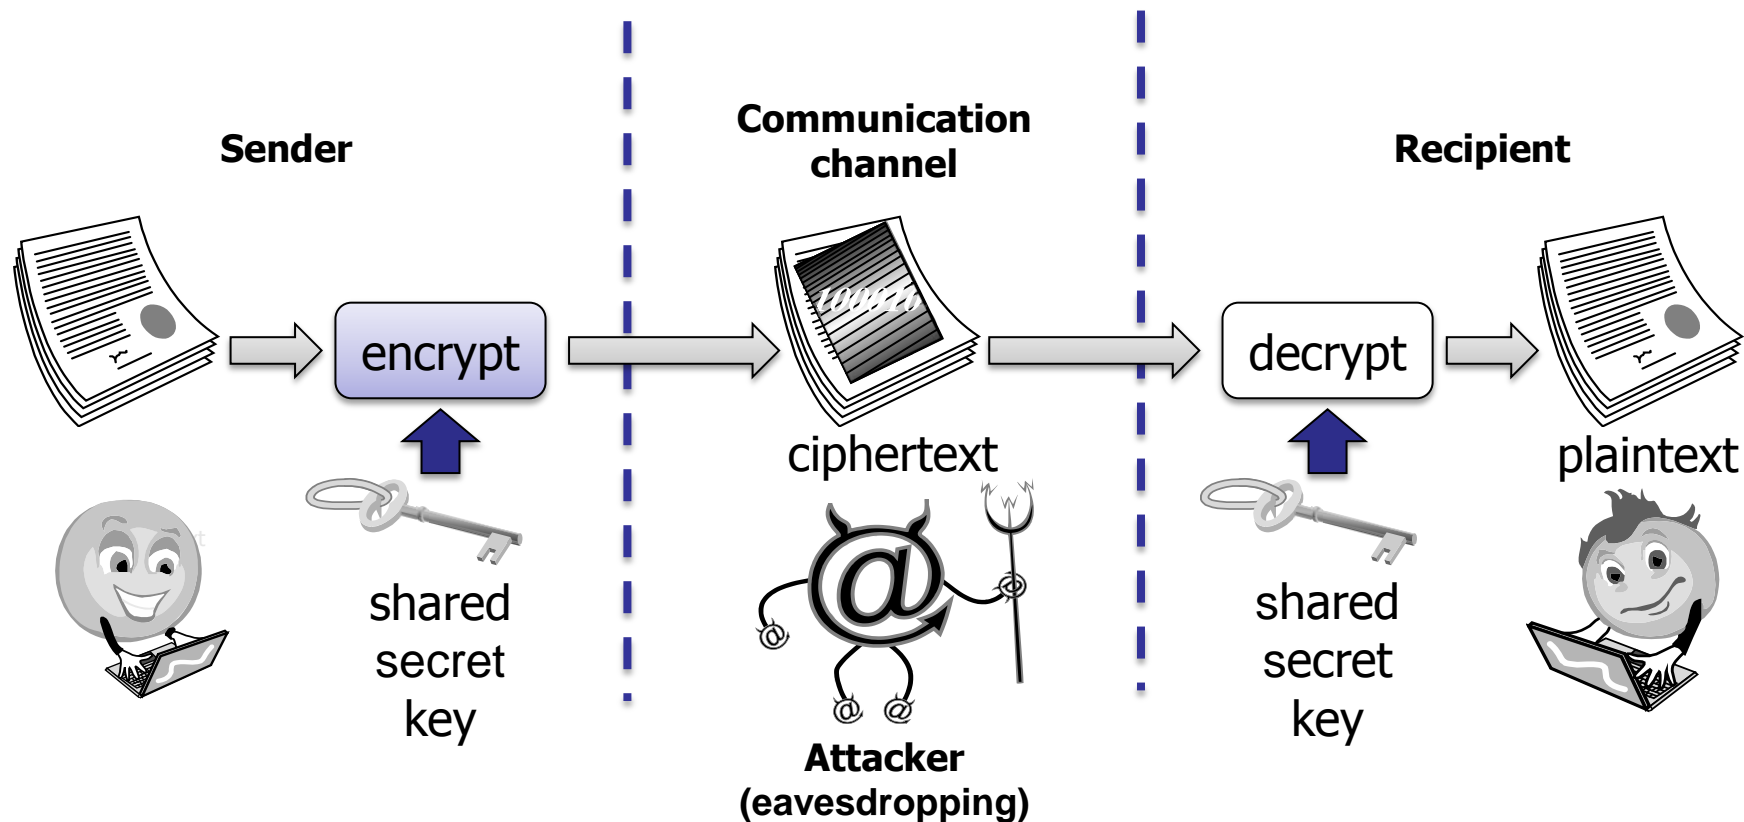 Sender
Communication
channel
Recipient
encrypt
decrypt
ciphertext
plaintext
shared
secret
key
shared
secret
key
Attacker
(eavesdropping)